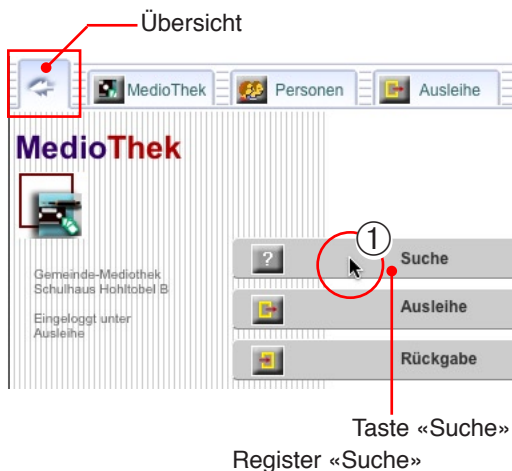 Übersicht
MedioThek
Personen
Ausleihe
MedioThek
1
? Suche
Gemeinde-Mediothek
Schulhaus Hohltobel B
Eingeloggt unter
Ausleihe
Ausleihe
Rückgabe
Taste «Suche»
Register «Suche»